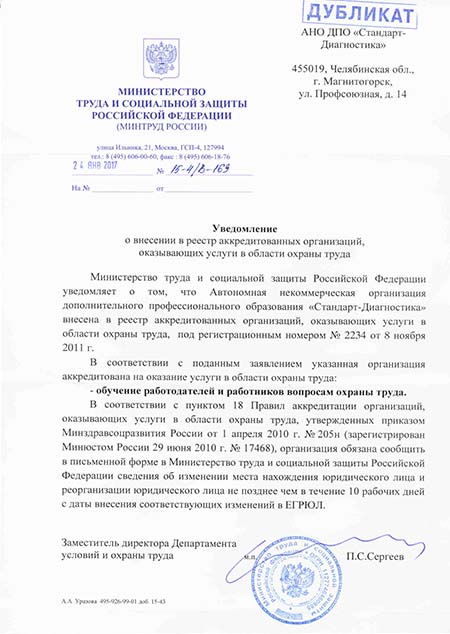 ДУБЛИКАТ
АНО ДПО «Стандарт-
Диагностика»
455019, Челябинская обл.,
г. Магнитогорск,
ул. Профсоюзная, д. 14
МИНИСТЕРСТВО
ТРУДА И СОЦИАЛЬНОЙ ЗАЩИТЫ
РОССИЙСКОЙ ФЕДЕРАЦИИ
(МИНТРУД РОССИИ)
улица Ильинка, 21, Москва, ГСП-4, 127994
тел.: 8 (495) 606-00-60, факс : 8 (495) 606-18-76
24 ЯНВ 2017 № 15-4/В-163
На № от
Уведомление
о внесении в реестр аккредитованных организаций,
оказывающих услуги в области охраны труда
Министерство труда и социальной защиты Российской Федерации
уведомляет о том, что Автономная некоммерческая организация
дополнительного профессионального образования «Стандарт-Диагностика»
внесена в реестр аккредитованных организаций, оказывающих услуги в
области охраны труда, под регистрационным номером № 2234 от 8 ноября
2011 г.
В соответствии с поданным заявлением указанная организация
аккредитована на оказание услуги в области охраны труда:
- обучение работодателей и работников вопросам охраны труда.
В соответствии с пунктом 18 Правил аккредитации организаций,
оказывающих услуги в области охраны труда, утвержденных приказом
Минздравсоцразвития России от 1 апреля 2010 г. №205н (зарегистрирован
Минюстом России 29 июня 2010 г. № 17468), организация обязана сообщить
в письменной форме в Министерство труда и социальной защиты Российской
Федерации сведения об изменении места нахождения юридического лица и
реорганизации юридического лица не позднее чем в течение 10 рабочих дней
с даты внесения соответствующих изменений в ЕГРЮЛ.
Заместитель директора Департамента
условий и охраны труда м.п. П.С.Сергеев
А.А. Уразова 495-926-99-01 доб. 15-43